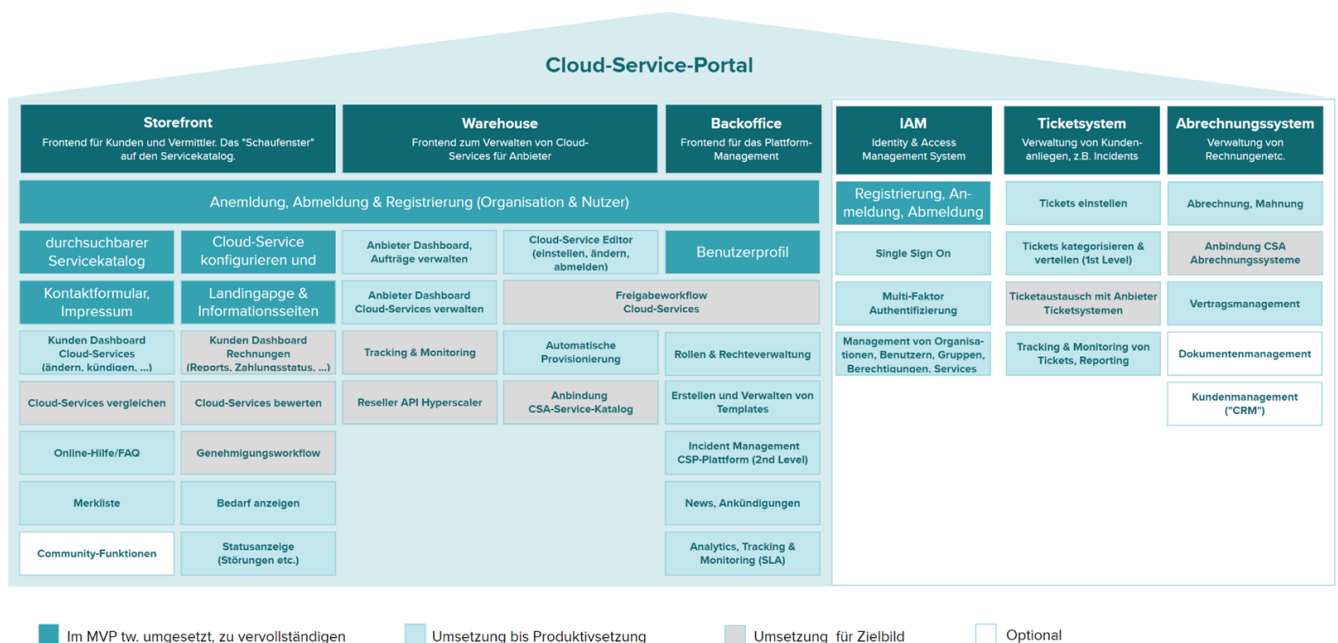 Cloud-Service-Portal
Storefront
Frontend für Kunden und Vermittler. Das "Schaufenster"
auf den Servicekatalog.
Warehouse
Frontend zum Verwalten von Cloud-
Services für Anbieter
Backoffice
Frontend für das Plattform-
Management
IAM
Identity & Access
Management System
Ticketsystem
Verwaltung von Kunden-
anliegen, z.B. Incidents
Abrechnungssystem
Verwaltung von
Rechnungenetc.
Anemldung, Abmeldung & Registrierung (Organisation & Nutzer)
durchsuchbarer
Servicekatalog
Cloud-Service
konfigurieren und
Anbieter Dashboard,
Aufträge verwalten
Cloud-Service Editor
(einstellen, ändern,
abmelden)
Benutzerprofil
Kontaktformular,
Impressum
Landingapge &
Informationsseiten
Anbieter Dashboard
Cloud-Services verwalten
Freigabeworkflow
Cloud-Services
Kunden Dashboard
Cloud-Services
(ändern, kündigen, ...)
Kunden Dashboard
Rechnungen
(Reports, Zahlungsstatus, ...)
Tracking & Monitoring
Automatische
Provisionierung
Rollen & Rechteverwaltung
Cloud-Services vergleichen
Cloud-Services bewerten
Reseller API Hyperscaler
Anbindung
CSA-Service-Katalog
Erstellen und Verwalten von
Templates
Online-Hilfe/FAQ
Genehmigungsworkflow
Incident Management
CSP-Plattform (2nd Level)
Merkliste
Bedarf anzeigen
News, Ankündigungen
Community-Funktionen
Statusanzeige
(Störungen etc.)
Analytics, Tracking &
Monitoring (SLA)
Registrierung, An-
meldung, Abmeldung
Tickets einstellen
Abrechnung, Mahnung
Single Sign On
Tickets kategorisieren &
verteilen (1st Level)
Anbindung CSA
Abrechnungssysteme
Multi-Faktor
Authentifizierung
Ticketaustausch mit Anbieter
Ticketsystemen
Vertragsmanagement
Management von Organisa-
tionen, Benutzern, Gruppen,
Berechtigungen, Services
Tracking & Monitoring von
Tickets, Reporting
Dokumentenmanagement
Kundenmanagement
("CRM")
Im MVP tw. umgesetzt, zu vervollständigen
Umsetzung bis Produktivsetzung
Umsetzung für Zielbild
Optional